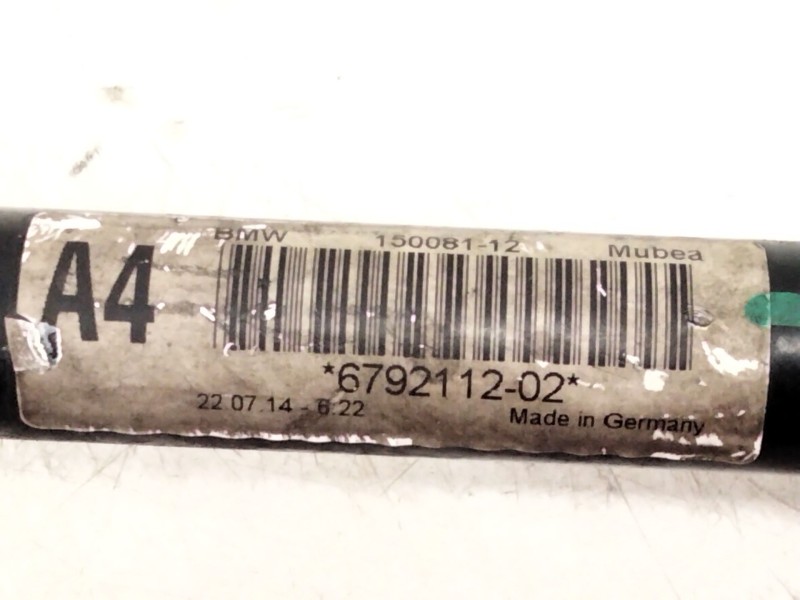 A4
BMW 150081-12 Mubea
*6792112-02*
22.07.14 - 6:22
Made in Germany